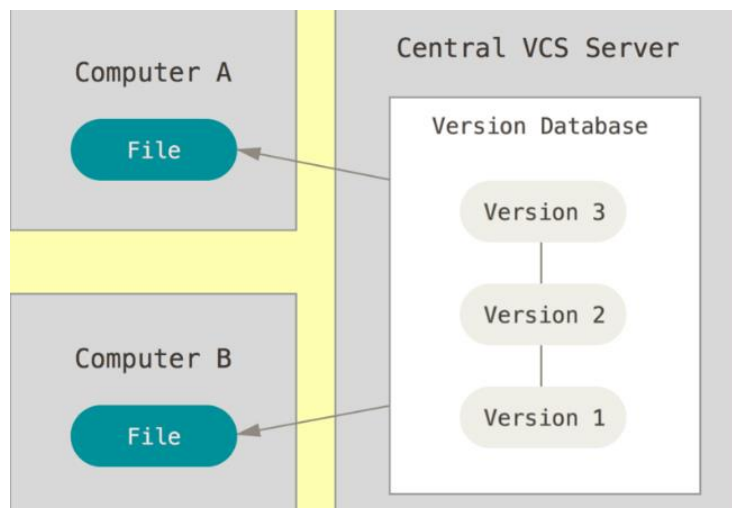 Computer A
File
Computer B
File
Central VCS Server
Version Database
Version 3
Version 2
Version 1